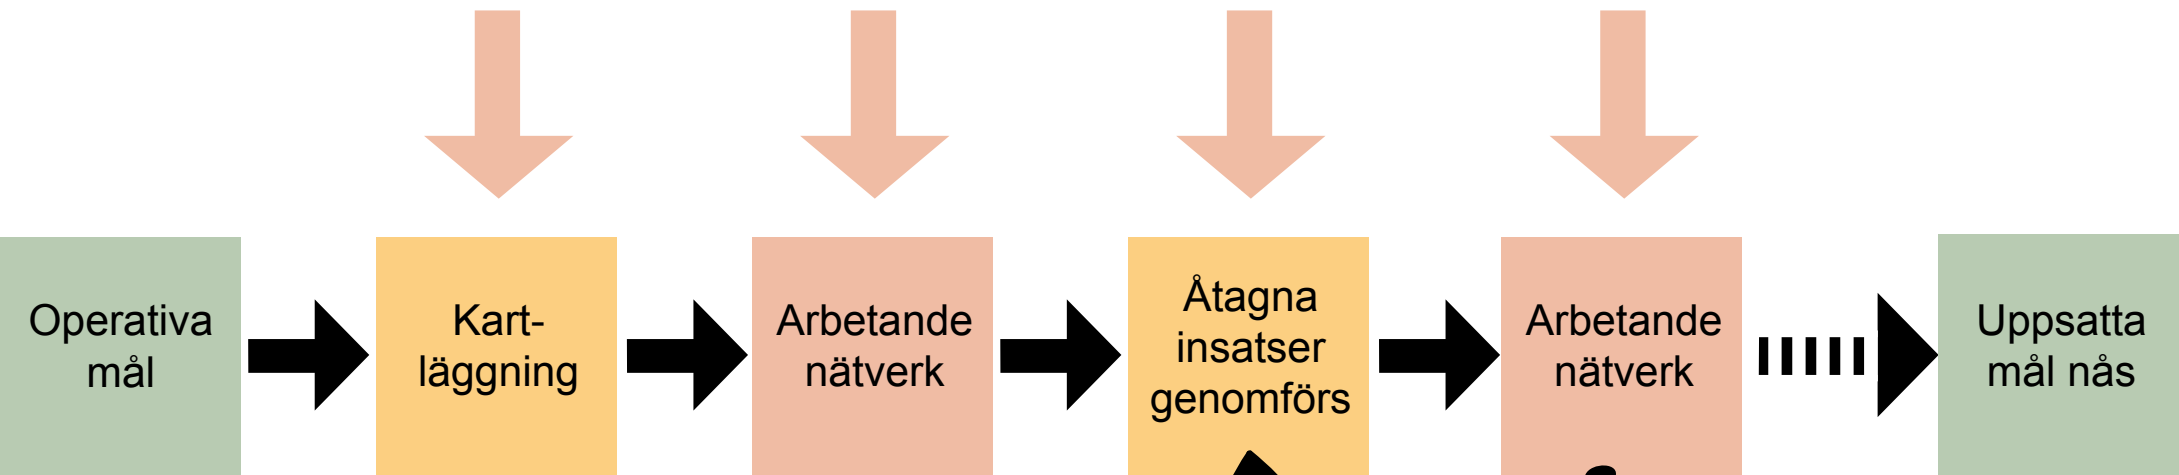 Operativa
mål
Kart-
läggning
Arbetande
nätverk
Åtagna
insatser
genomförs
Arbetande
nätverk
Uppsatta
mål nås